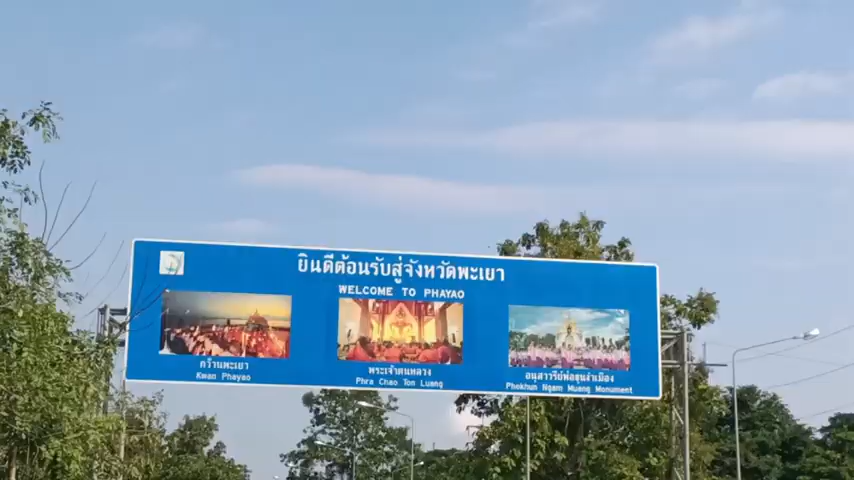 ยินดีต้อนรับสู่จังหวัดพะเยา
WELCOME TO PHAYAO
กว๊านพะเยา
Kwan Phayao
พระเจ้าตนหลวง
Phra Chao Ton Luang
อนุสาวรีย์พ่อขุนงำเมือง
Phokhun Ngam Muang Monument